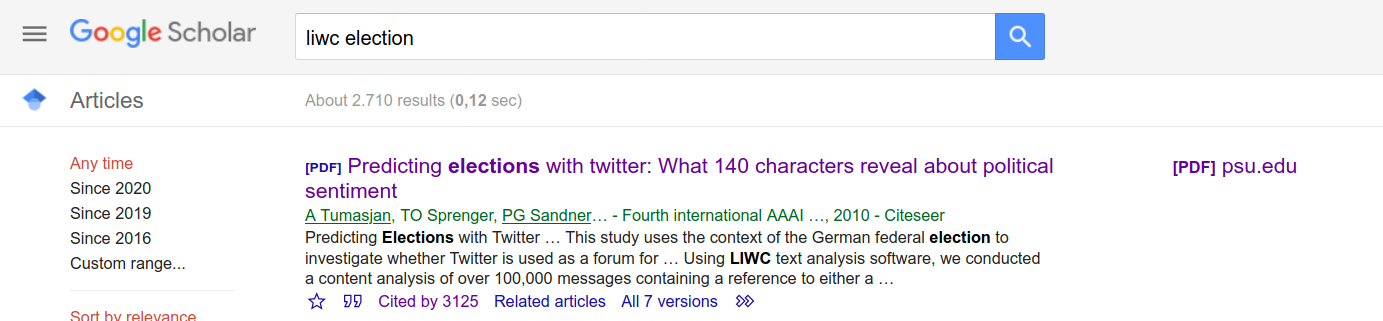 Google Scholar
liwc election
Articles
About 2.710 results (0,12 sec)
Any time
Since 2020
Since 2019
Since 2016
Custom range...
Sort by relevance
[PDF] Predicting elections with twitter: What 140 characters reveal about political
sentiment
A Tumasjan, TO Sprenger, PG Sandner… - Fourth international AAAI …, 2010 - Citeseer
Predicting Elections with Twitter … This study uses the context of the German federal election to
investigate whether Twitter is used as a forum for … Using LIWC text analysis software, we conducted
a content analysis of over 100,000 messages containing a reference to either a …
Cited by 3125 Related articles All 7 versions
[PDF] psu.edu